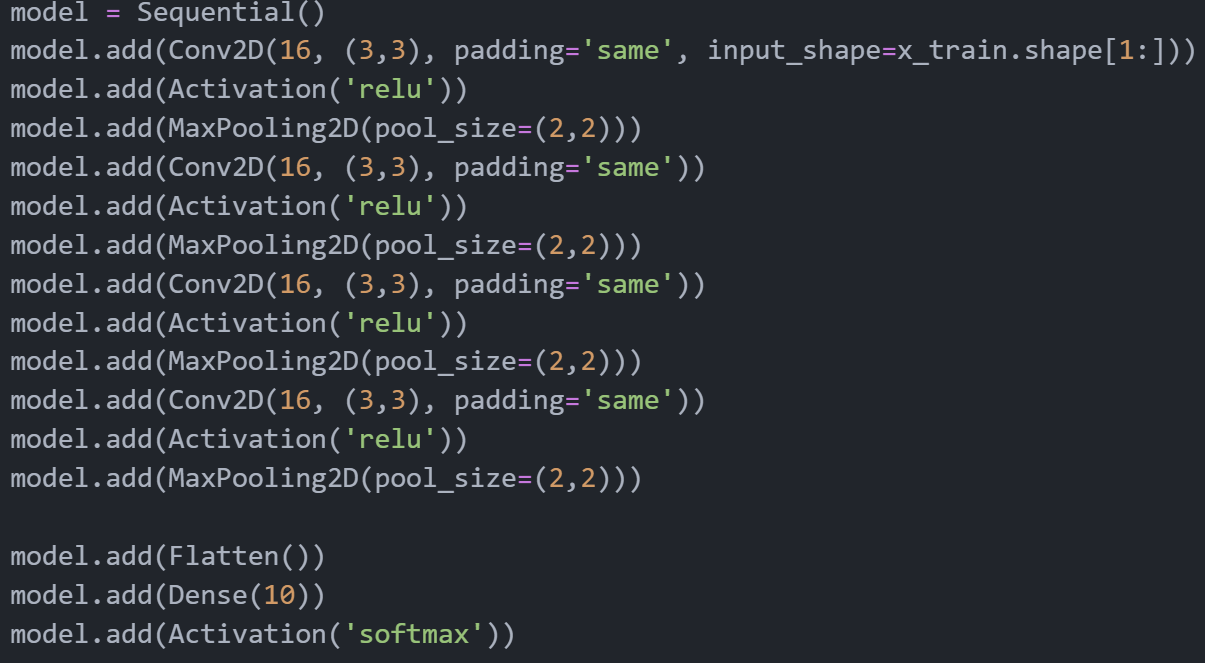 model = Sequential()
model.add(Conv2D(16, (3,3), padding='same', input_shape=x_train.shape[1:]))
model.add(Activation('relu'))
model.add(MaxPooling2D(pool_size=(2,2)))
model.add(Conv2D(16, (3,3), padding='same'))
model.add(Activation('relu'))
model.add(MaxPooling2D(pool_size=(2,2)))
model.add(Conv2D(16, (3,3), padding='same'))
model.add(Activation('relu'))
model.add(MaxPooling2D(pool_size=(2,2)))
model.add(Conv2D(16, (3,3), padding='same'))
model.add(Activation('relu'))
model.add(MaxPooling2D(pool_size=(2,2)))

model.add(Flatten())
model.add(Dense(10))
model.add(Activation('softmax'))